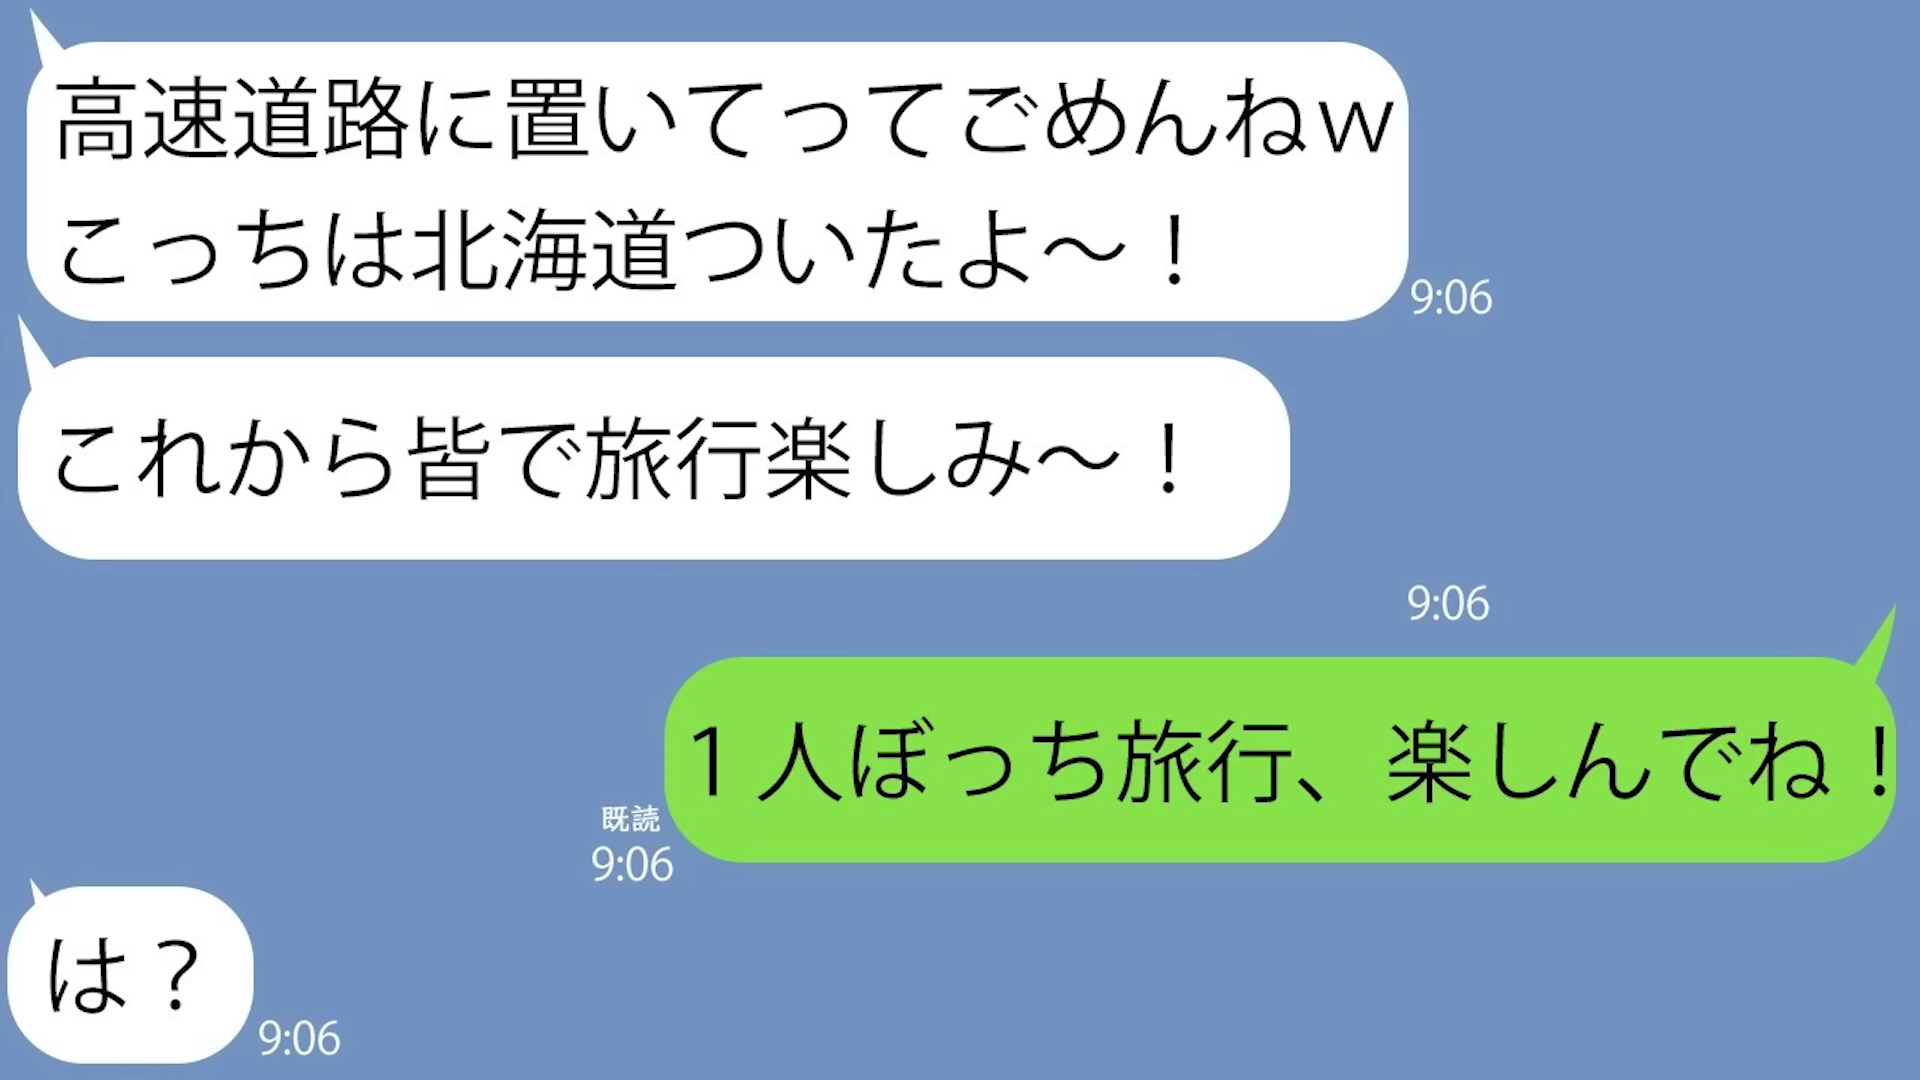 高速道路に置いてってごめんねｗ
こっちは北海道ついたよ～！
9:06
これから皆で旅行楽しみ～！
9:06
１人ぼっち旅行、楽しんでね！
既読
9:06
は？
9:06